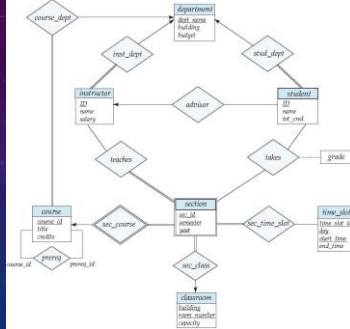 course_dept
department
dept_name
building
budget
inst_dept
stud_dept
instructor
ID
name
salary
advisor
student
ID
name
tot_cred
teaches
takes
grade
course
course_id
title
credits
sec_course
section
sec_id
semester
year
sec_time_slot
time_slot
time_slot_i
day
start_time
end_time
course_id
prereq
prereq_id
sec_class
classroom
building
room_number
capacity